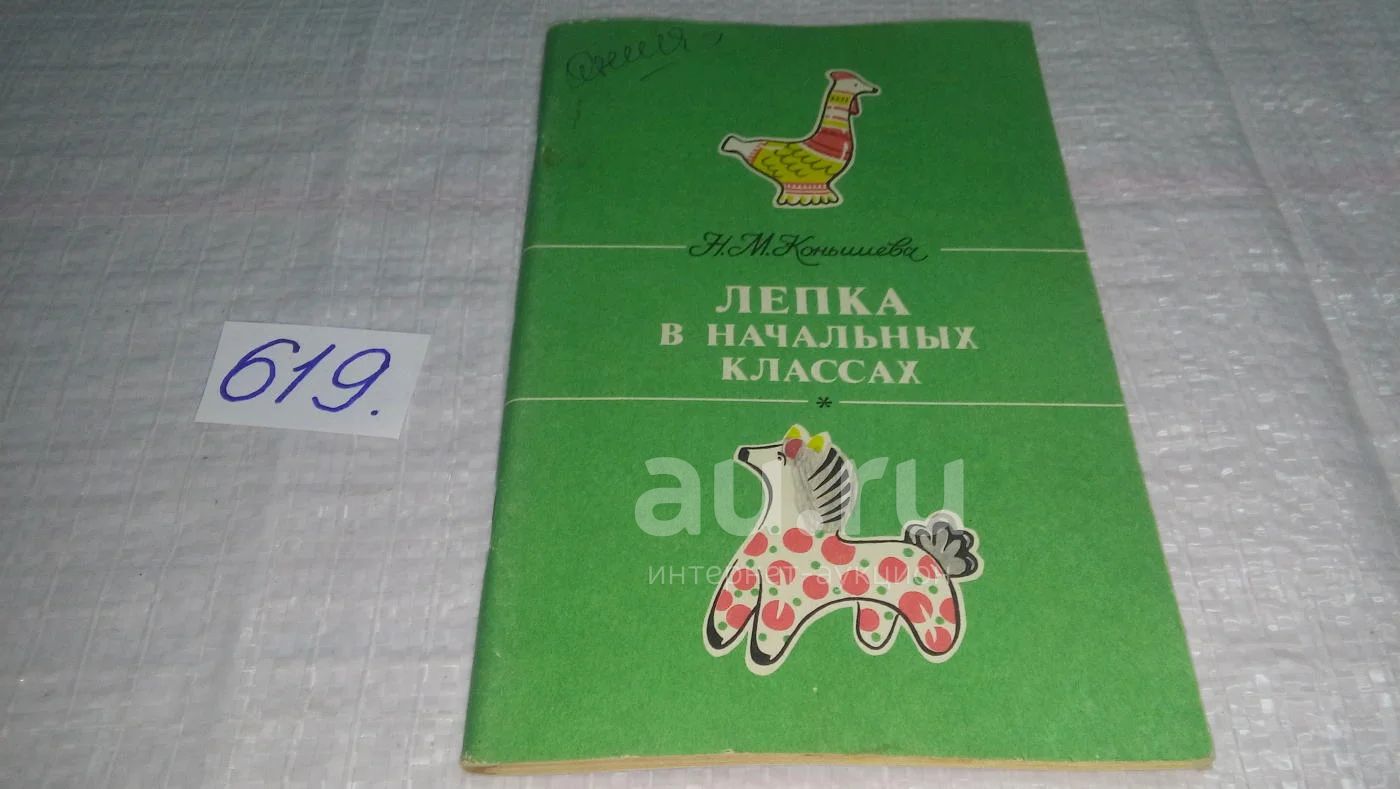 Н.М.Конышева
ЛЕПКА
В НАЧАЛЬНЫХ
КЛАССАХ
*
619.
au.ru
интернет аукцион